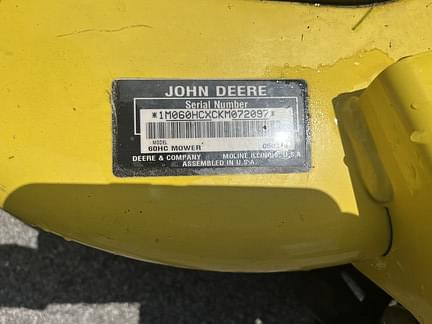 JOHN DEERE
Serial Number
*1M060HCXCKM072097*
MODEL
60HC MOWER
DEERE & COMPANY MOLINE, ILLINOIS, U.S.A
ASSEMBLED IN U.S.A.